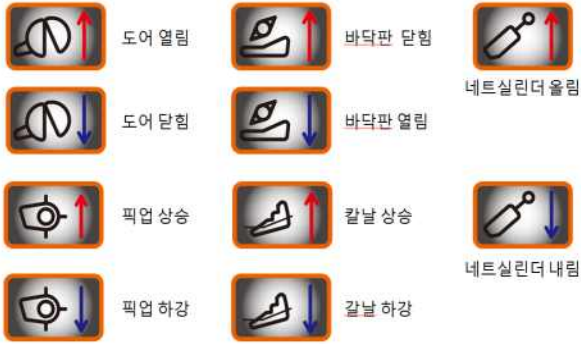 도어 열림
바닥판 닫힘
네트실린더 올림
도어 닫힘
바닥판 열림
픽업 상승
칼날 상승
네트실린더 내림
픽업 하강
갈날 하강